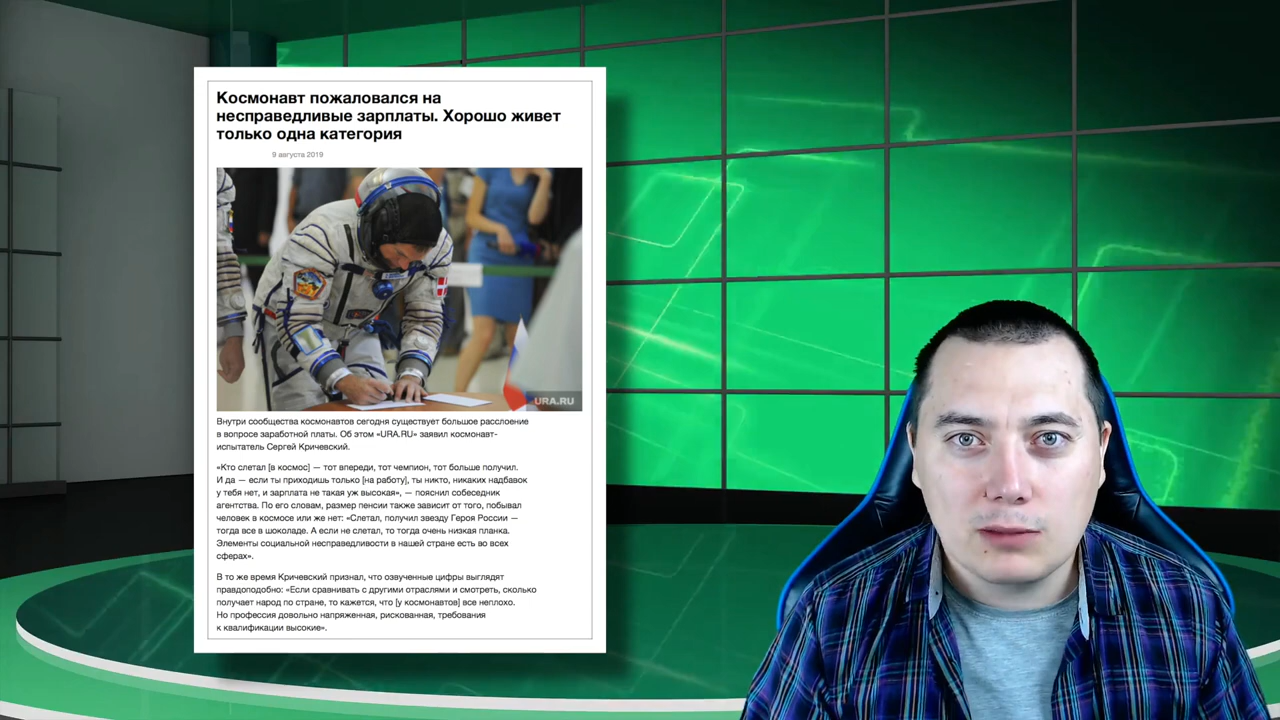 Космонавт пожаловался на
несправедливые зарплаты. Хорошо живет
только одна категория
9 августа 2019
URA.RU
Внутри сообщества космонавтов сегодня существует большое расслоение
в вопросе заработной платы. Об этом «URA.RU» заявил космонавт-
испытатель Сергей Кричевский.
«Кто слетал [в космос] — тот впереди, тот чемпион, тот больше получил.
И да — если ты приходишь только [на работу], ты никто, никаких надбавок
у тебя нет, и зарплата не такая уж высокая», — пояснил собеседник
агентства. По его словам, размер пенсии также зависит от того, побывал
человек в космосе или же нет: «Слетал, получил звезду Героя России —
тогда все в шоколаде. А если не слетал, то тогда очень низкая планка.
Элементы социальной несправедливости в нашей стране есть во всех
сферах».
В то же время Кричевский признал, что озвученные цифры выглядят
правдоподобно: «Если сравнивать с другими отраслями и смотреть, сколько
получает народ по стране, то кажется, что [у космонавтов] все неплохо.
Но профессия довольно напряженная, рискованная, требования
к квалификации высокие».